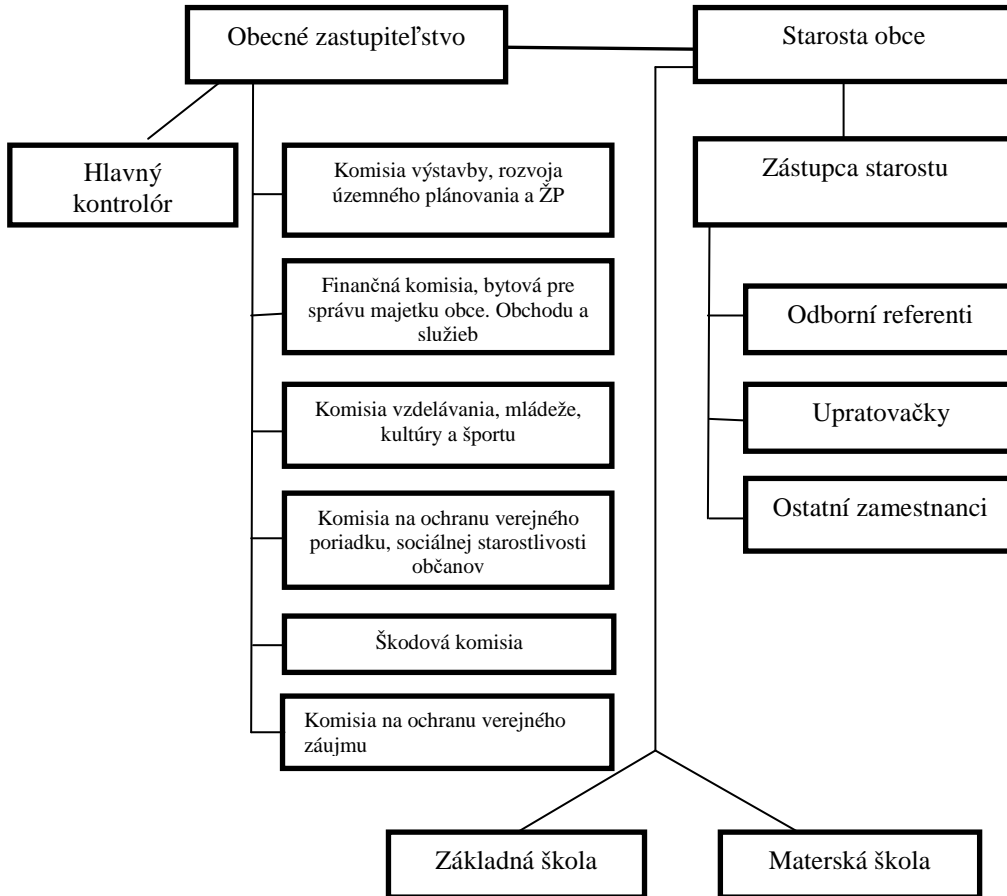 Obecné zastupiteľstvo
Starosta obce
Hlavný
kontrolór
Komisia výstavby, rozvoja
územného plánovania a ŽP
Zástupca starostu
Finančná komisia, bytová pre
správu majetku obce. Obchodu a
služieb
Odborní referenti
Komisia vzdelávania, mládeže,
kultúry a športu
Upratovačky
Komisia na ochranu verejného
poriadku, sociálnej starostlivosti
občanov
Ostatní zamestnanci
Škodová komisia
Komisia na ochranu verejného
záujmu
Základná škola
Materská škola